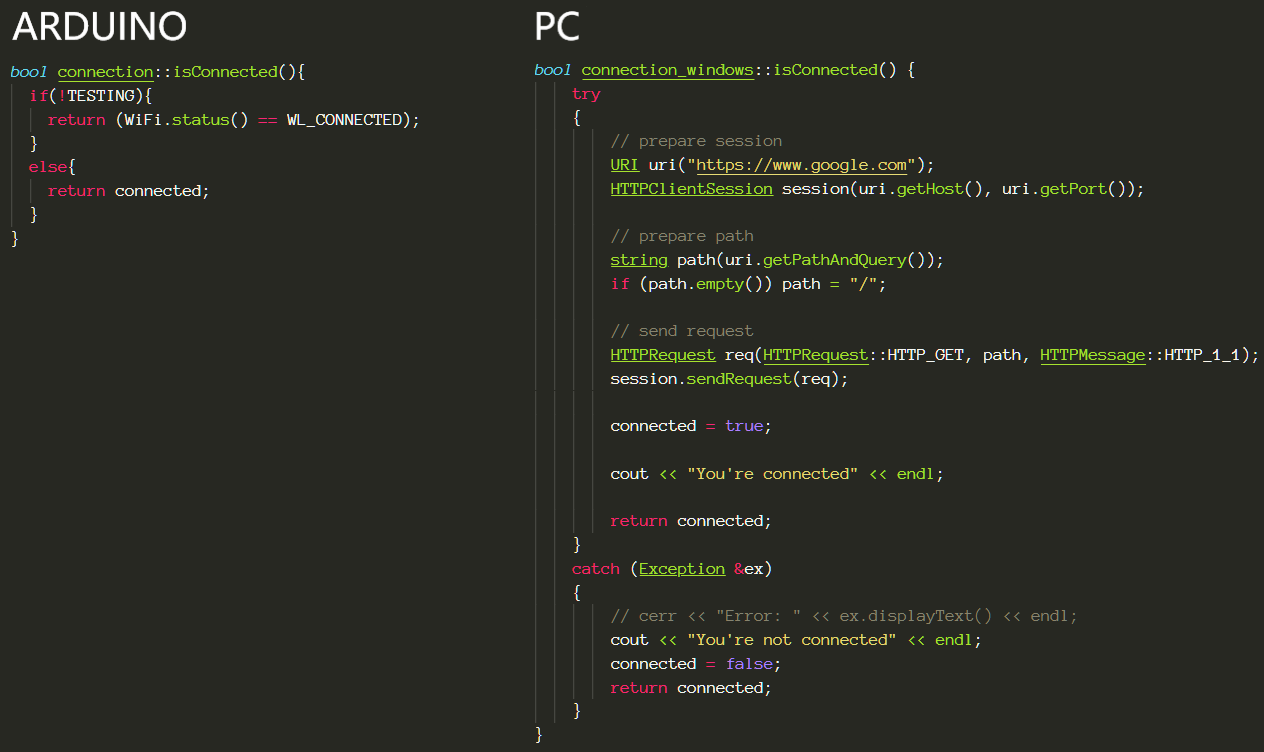 ARDUINO
bool connection::isConnected(){
if(!TESTING){
return (WiFi.status() == WL_CONNECTED);
}
else{
return connected;
}
}
PC
bool connection_windows::isConnected() {
try
{
// prepare session
URI uri("https://www.google.com");
HTTPClientSession session(uri.getHost(), uri.getPort());
// prepare path
string path(uri.getPathAndQuery());
if (path.empty()) path = "/";
// send request
HTTPRequest req(HTTPRequest::HTTP_GET, path, HTTPMessage::HTTP_1_1);
session.sendRequest(req);
connected = true;
cout << "You're connected" << endl;
return connected;
}
catch (Exception &ex)
{
// cerr << "Error: " << ex.displayText() << endl;
cout << "You're not connected" << endl;
connected = false;
return connected;
}
}